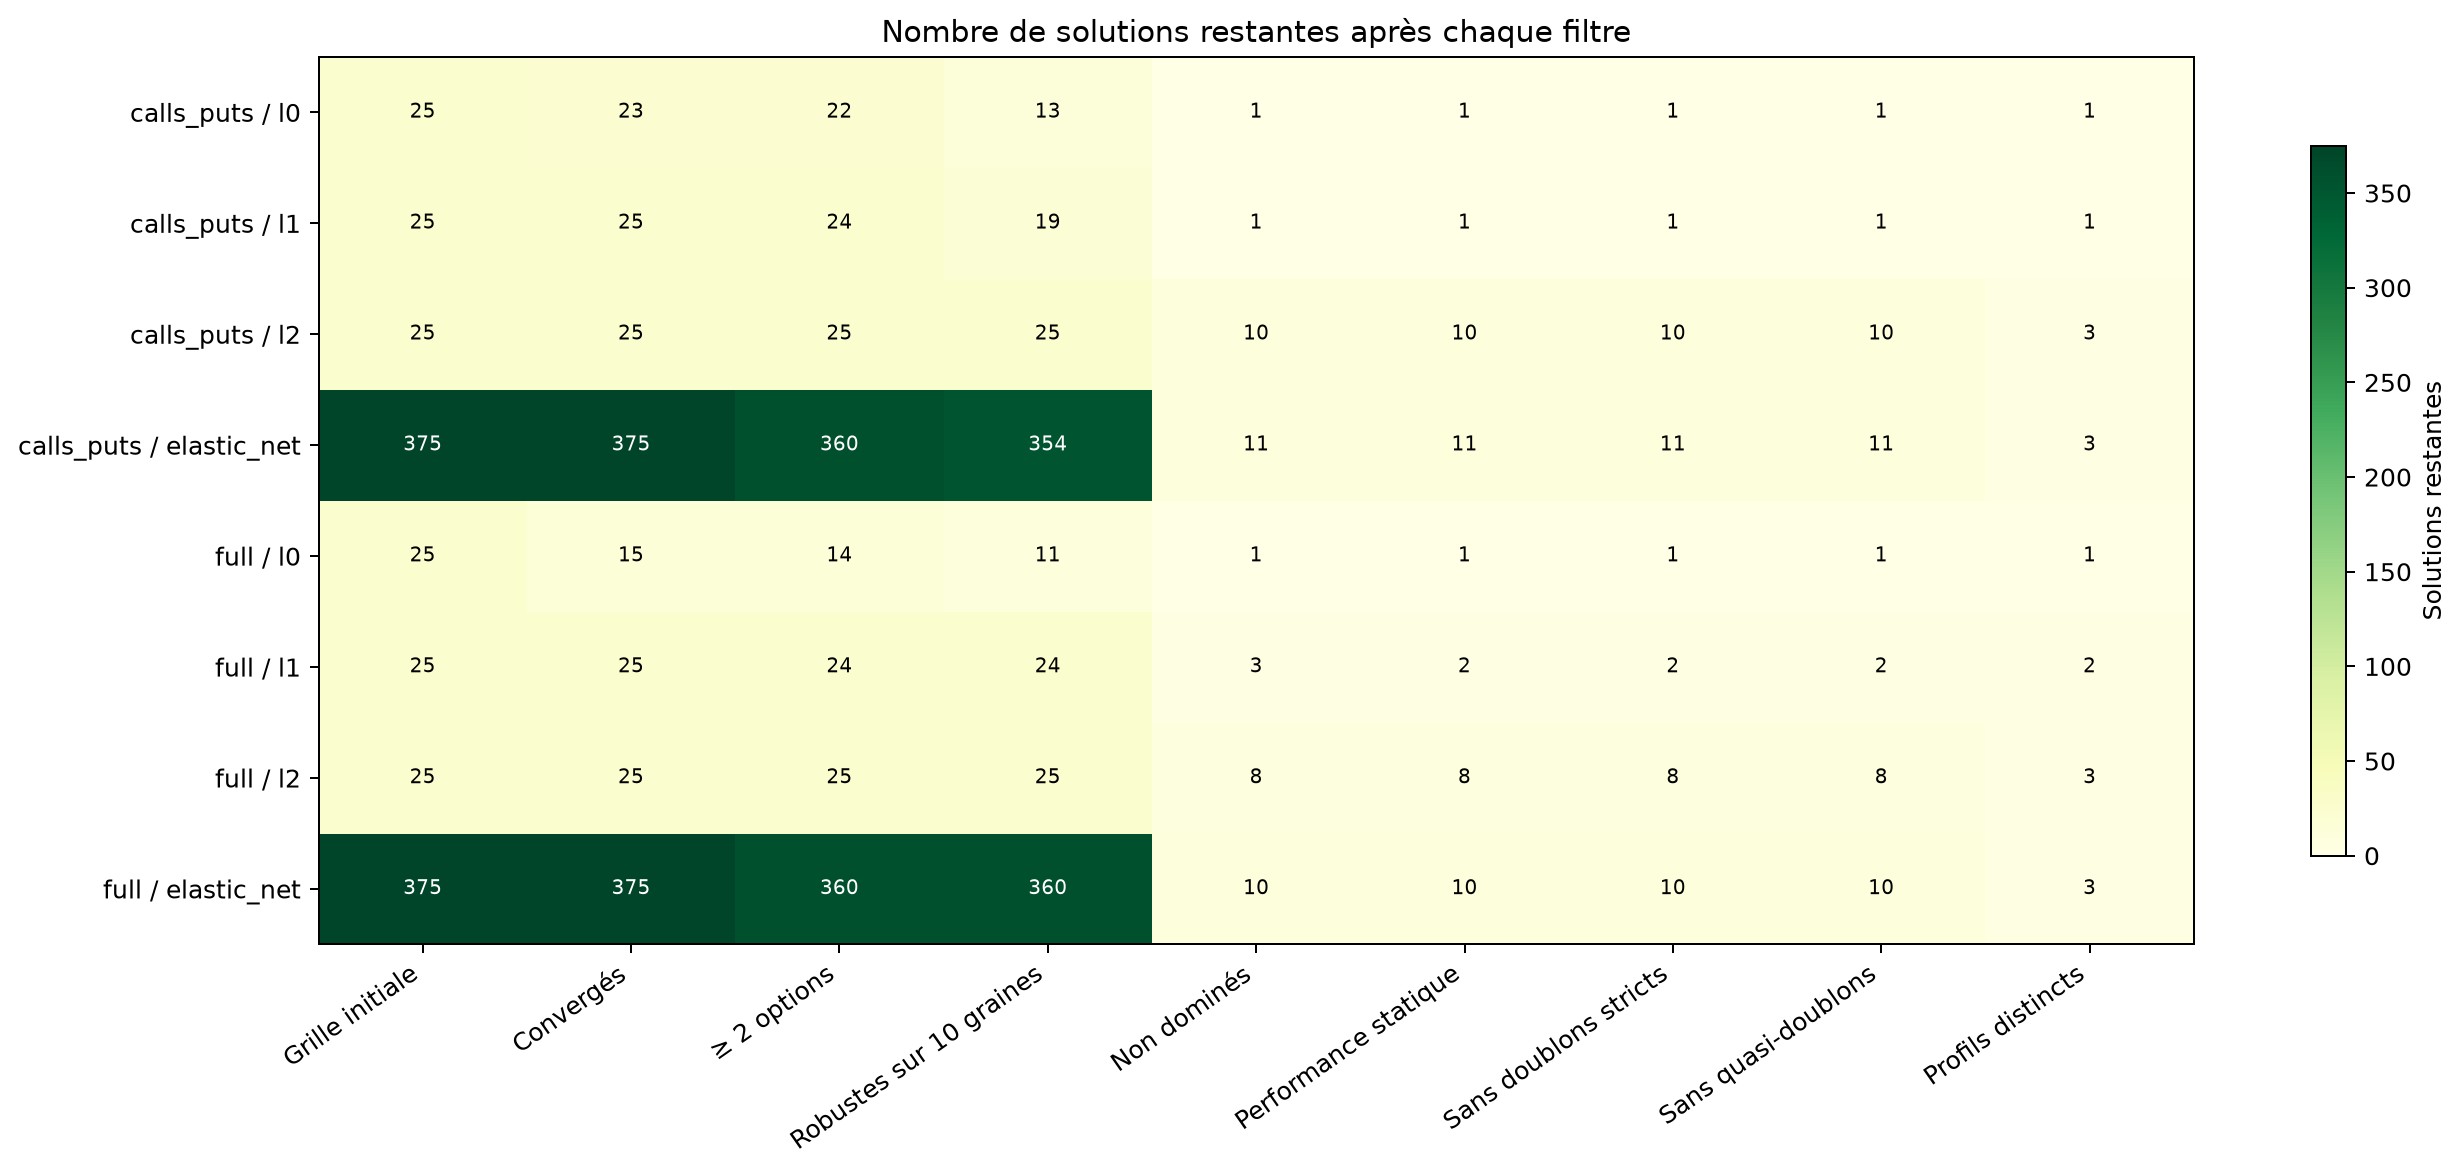 Nombre de solutions restantes après chaque filtre
calls_puts / l0 25 23 22 13 1 1 1 1 1
calls_puts / l1 25 25 24 19 1 1 1 1 1
calls_puts / l2 25 25 25 25 10 10 10 10 3
calls_puts / elastic_net 375 375 360 354 11 11 11 11 3
full / l0 25 15 14 11 1 1 1 1 1
full / l1 25 25 24 24 3 2 2 2 2
full / l2 25 25 25 25 8 8 8 8 3
full / elastic_net 375 375 360 360 10 10 10 10 3
Grille initiale
Convergés
≥ 2 options
Robustes sur 10 graines
Non dominés
Performance statique
Sans doublons stricts
Sans quasi-doublons
Profils distincts
350
300
250
200
150
100
50
0
Solutions restantes